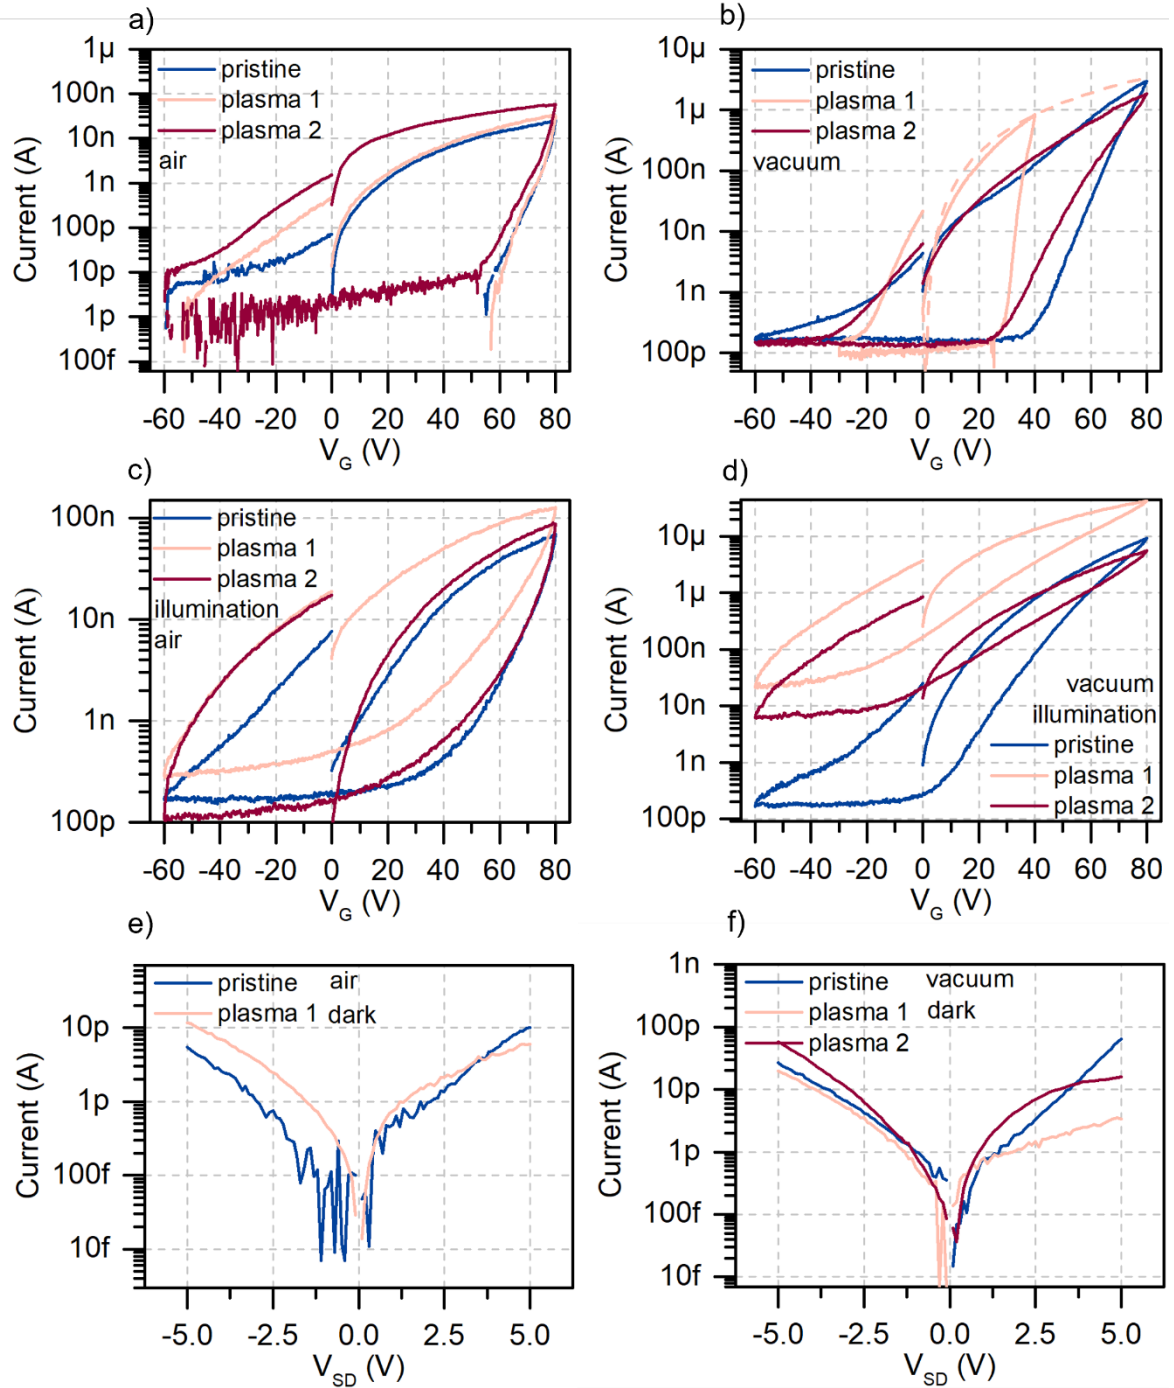 a)
1µ
100n
10n
1n
100p
10p
1p
100f
Current (A)
pristine
plasma 1
plasma 2
air
-60 -40 -20 0 20 40 60 80
V_G (V)
b)
10µ
1µ
100n
10n
1n
100p
Current (A)
pristine
plasma 1
plasma 2
vacuum
-60 -40 -20 0 20 40 60 80
V_G (V)
c)
100n
10n
1n
100p
Current (A)
pristine
plasma 1
plasma 2
illumination
air
-60 -40 -20 0 20 40 60 80
V_G (V)
d)
10µ
1µ
100n
10n
1n
100p
Current (A)
vacuum
illumination
pristine
plasma 1
plasma 2
-60 -40 -20 0 20 40 60 80
V_G (V)
e)
10p
1p
100f
10f
Current (A)
pristine air
plasma 1 dark
-5.0 -2.5 0.0 2.5 5.0
V_SD (V)
f)
1n
100p
10p
1p
100f
10f
Current (A)
pristine vacuum
plasma 1 dark
plasma 2
-5.0 -2.5 0.0 2.5 5.0
V_SD (V)